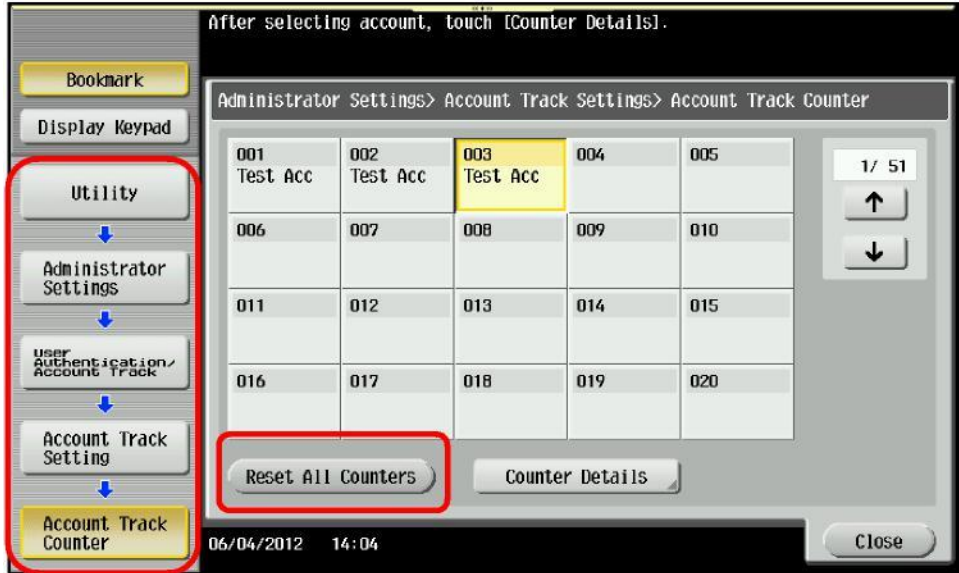 After selecting account, touch [Counter Details].
Bookmark
Display Keypad
Utility
Administrator
Settings
User
Authentication/
Account Track
Account Track
Setting
Account Track
Counter
Administrator Settings> Account Track Settings> Account Track Counter
001
Test Acc
002
Test Acc
003
Test Acc
004
005
006
007
008
009
010
011
012
013
014
015
016
017
018
019
020
1/ 51
Reset All Counters
Counter Details
06/04/2012 14:04
Close